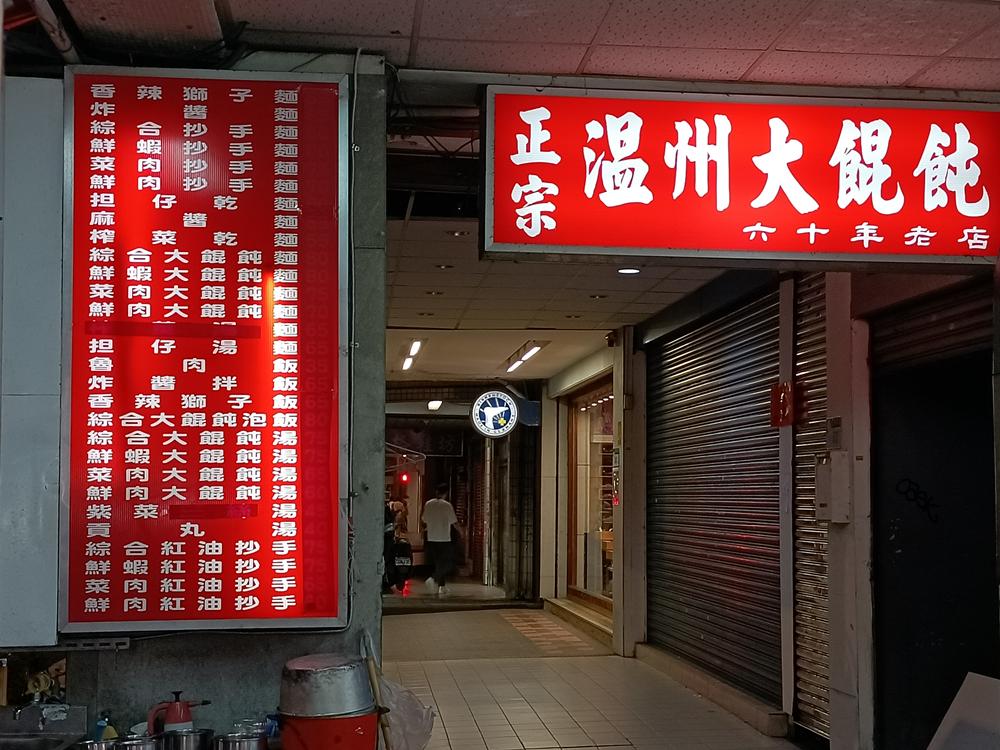 香辣獅子麵
炸醬麵
綜合抄手麵
鮮蝦抄手麵
菜肉抄手麵
鮮肉抄手麵
担仔乾麵
麻醬麵
榨菜乾麵
綜合大餛飩麵
鮮蝦大餛飩麵
菜肉大餛飩麵
鮮肉大餛飩麵
麵
担仔湯麵
魯肉飯
炸醬拌飯
香辣獅子飯
綜合大餛飩泡飯
綜合大餛飩湯
鮮蝦大餛飩湯
菜肉大餛飩湯
鮮肉大餛飩湯
紫菜湯
貢丸湯
綜合紅油抄手
鮮蝦紅油抄手
菜肉紅油抄手
鮮肉紅油抄手
正宗
温州大餛飩
六十年老店